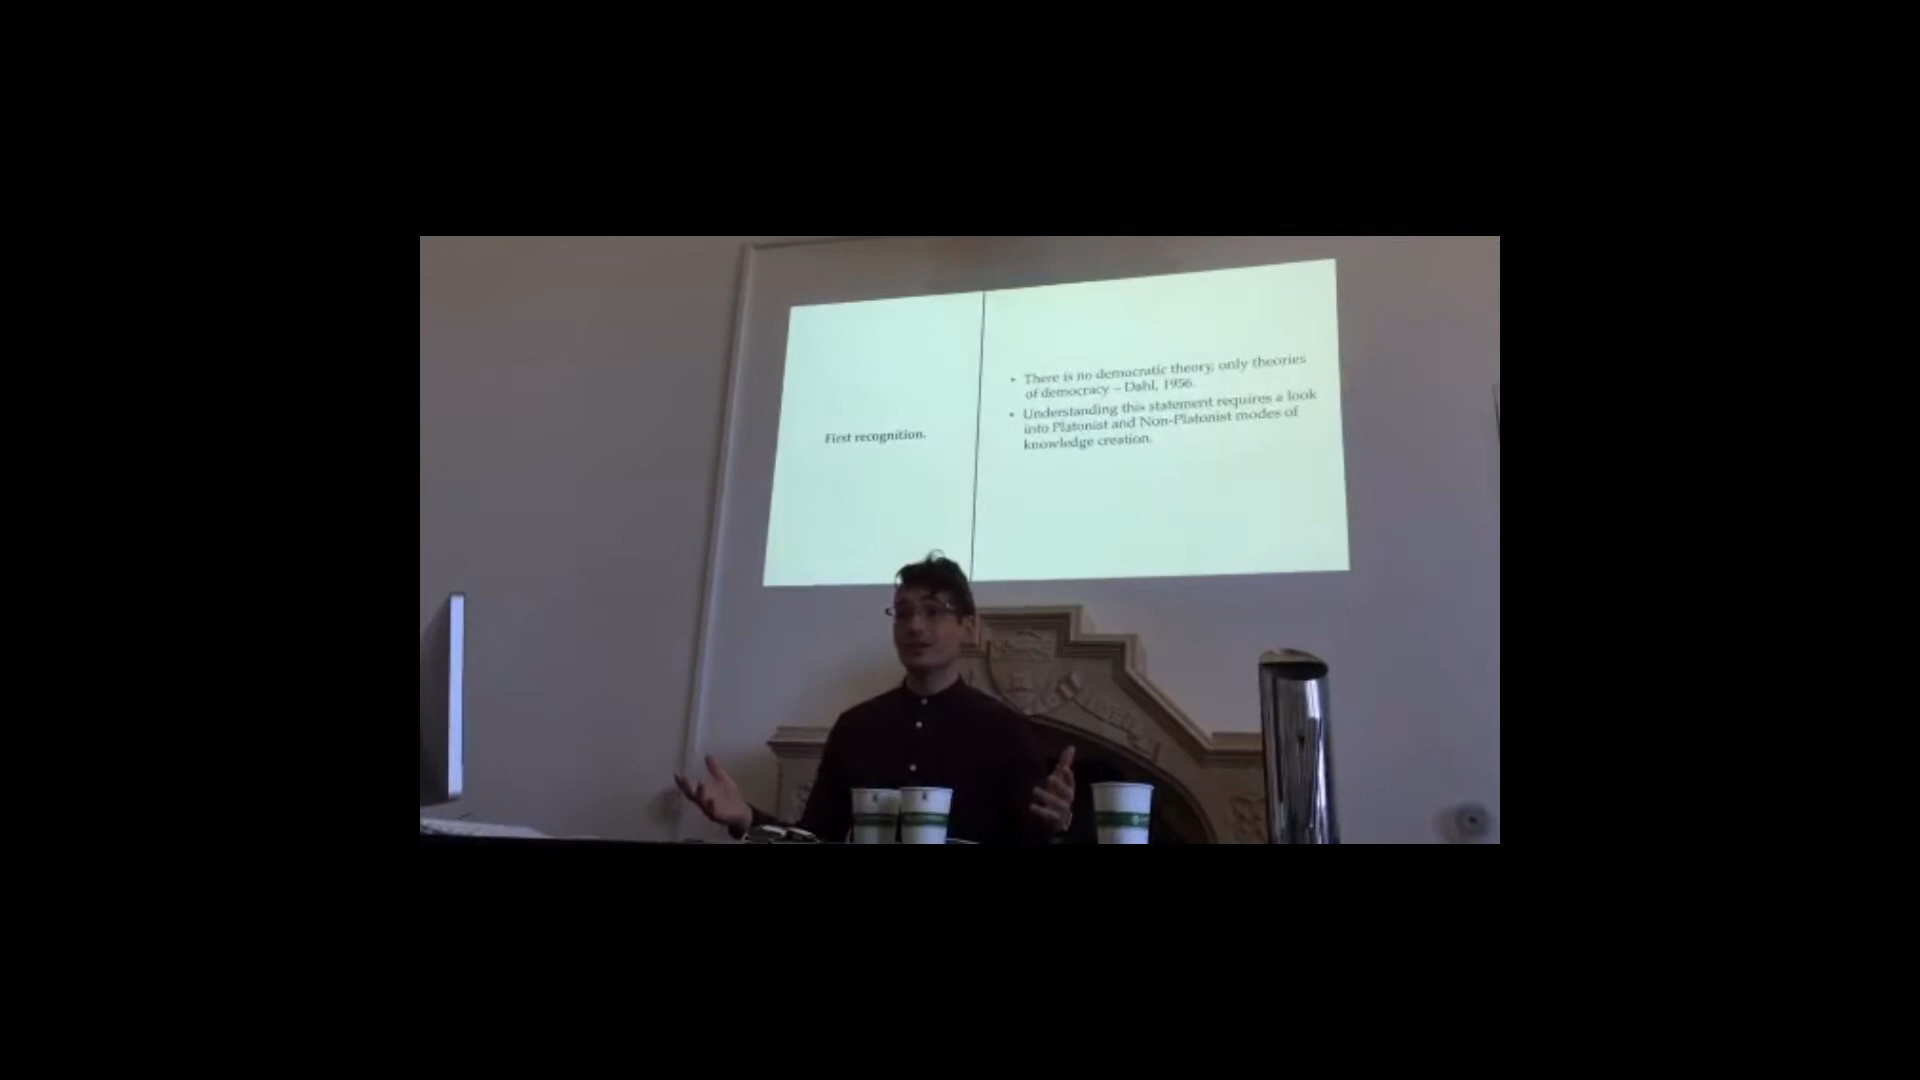 First recognition.
• There is no democratic theory, only theories
of democracy – Dahl, 1956.
• Understanding this statement requires a look
into Platonist and Non-Platonist modes of
knowledge creation.